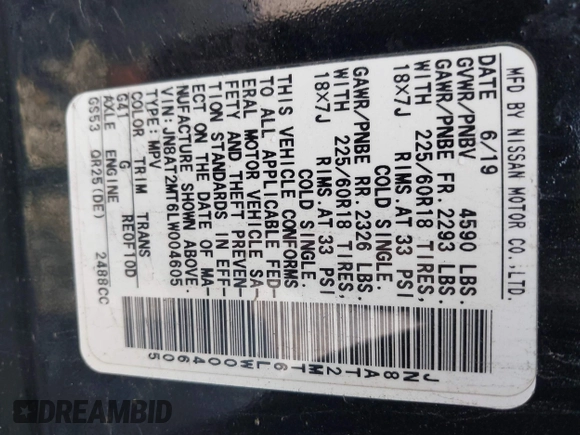 MFD BY NISSAN MOTOR CO.,LTD.
DATE 6/19
GVWR/PNBV 4590 LBS.
GAWR/PNBE FR.2293 LBS.
WITH 225/60R18 TIRES,
18X7J RIMS.AT 33 PSI
COLD SINGLE.
GAWR/PNBE RR.2326 LBS.
WITH 225/60R18 TIRES,
18X7J RIMS.AT 33 PSI
COLD SINGLE.
THIS VEHICLE CONFORMS
TO ALL APPLICABLE FED-
ERAL MOTOR VEHICLE SA-
FETY AND THEFT PREVEN-
TION STANDARDS IN EFF-
ECT ON THE DATE OF MA-
NUFACTURE SHOWN ABOVE.
VIN:JN8AT2MT6LW004605
TYPE:MPV
COLOR TRIM TRANS
G41 G RE0F10D
AXLE ENGINE
GS53 QR25(DE) 2488CC
JN8AT2MT6LW004605
DREAMBID